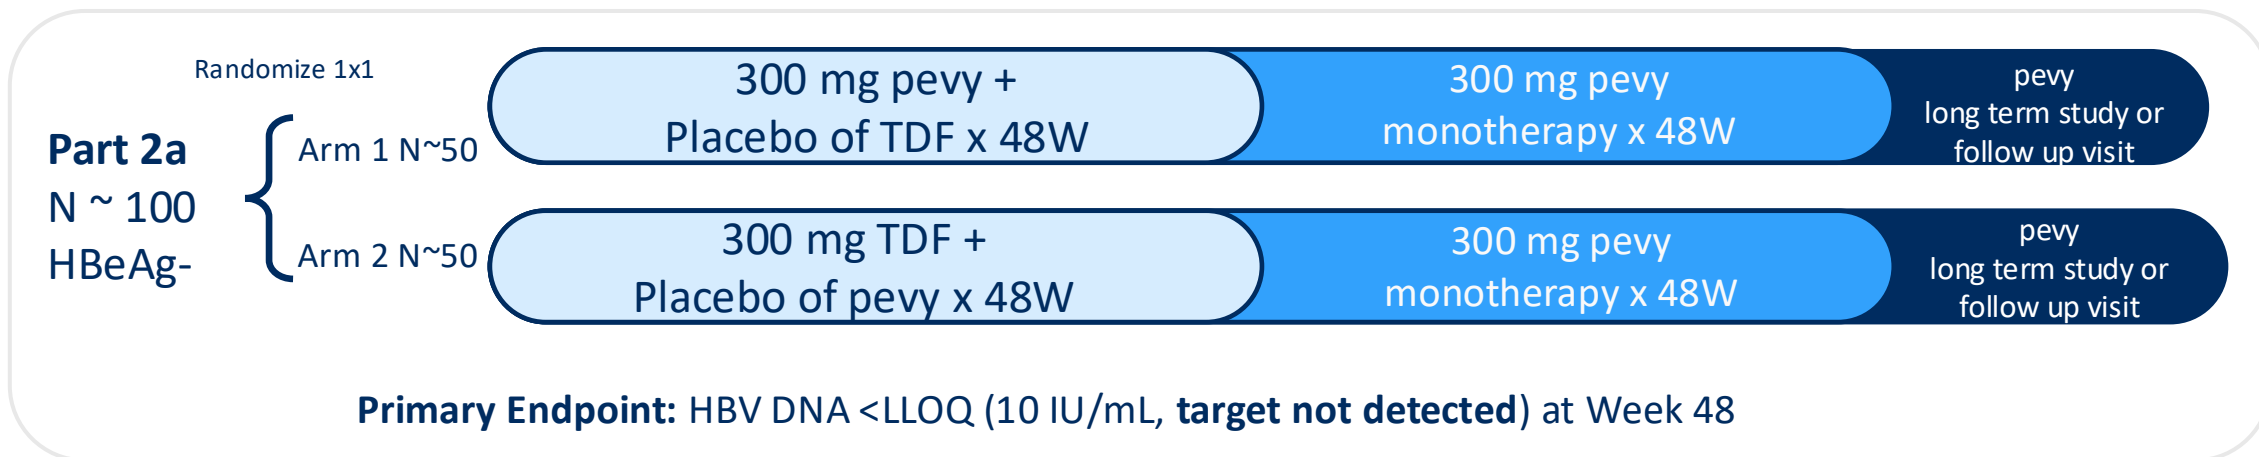 Randomize 1x1
Part 2a
N ~ 100
HBeAg-
Arm 1 N~50
300 mg pevy +
Placebo of TDF x 48W
300 mg pevy
monotherapy x 48W
pevy
long term study or
follow up visit
Arm 2 N~50
300 mg TDF +
Placebo of pevy x 48W
300 mg pevy
monotherapy x 48W
pevy
long term study or
follow up visit
Primary Endpoint: HBV DNA <LLOQ (10 IU/mL, target not detected) at Week 48